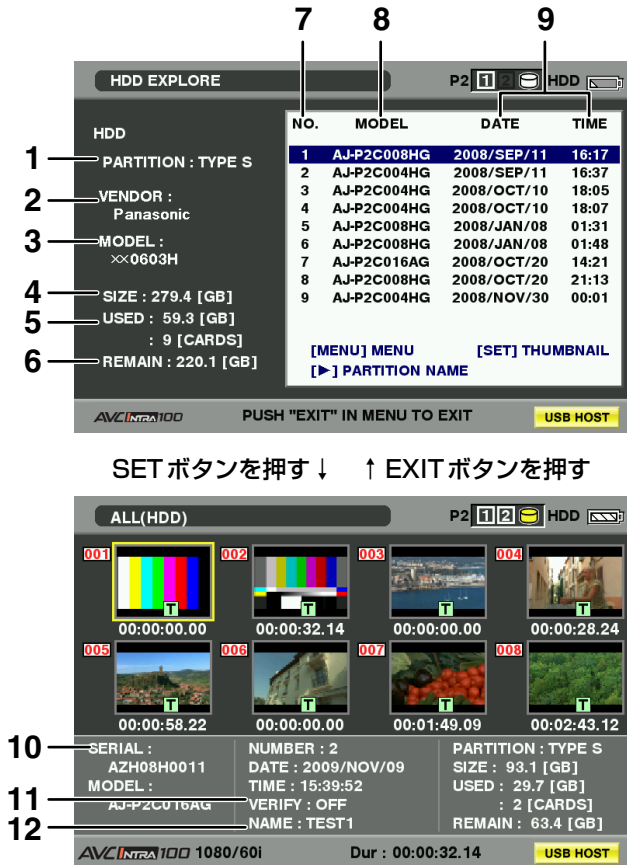 7 8 9
HDD EXPLORE P2 1 2 HDD
HDD
1 PARTITION : TYPE S
2 VENDOR :
Panasonic
3 MODEL :
××0603H
4 SIZE : 279.4 [GB]
5 USED : 59.3 [GB]
: 9 [CARDS]
6 REMAIN : 220.1 [GB]
NO. MODEL DATE TIME
1 AJ-P2C008HG 2008/SEP/11 16:17
2 AJ-P2C004HG 2008/SEP/11 16:37
3 AJ-P2C004HG 2008/OCT/10 18:05
4 AJ-P2C004HG 2008/OCT/10 18:07
5 AJ-P2C008HG 2008/JAN/08 01:31
6 AJ-P2C008HG 2008/JAN/08 01:48
7 AJ-P2C016AG 2008/OCT/20 14:21
8 AJ-P2C008HG 2008/OCT/20 21:13
9 AJ-P2C004HG 2008/NOV/30 00:01
[MENU] MENU [SET] THUMBNAIL
[▶] PARTITION NAME
AVC INTRA 100 PUSH "EXIT" IN MENU TO EXIT USB HOST
SETボタンを押す↓ ↑EXITボタンを押す
ALL(HDD) P2 1 2 HDD
001 002 003 004
T T T T
00:00:00.00 00:00:32.14 00:00:00.00 00:00:28.24
005 006 007 008
T T T T
00:00:58.22 00:00:00.00 00:01:49.09 00:02:43.12
10 SERIAL :
AZH08H0011
MODEL :
AJ-P2C016AG
NUMBER : 2
DATE : 2009/NOV/09
TIME : 15:39:52
11 VERIFY : OFF
12 NAME : TEST1
PARTITION : TYPE S
SIZE : 93.1 [GB]
USED : 29.7 [GB]
: 2 [CARDS]
REMAIN : 63.4 [GB]
AVC INTRA 100 1080/60i Dur : 00:00:32.14 USB HOST